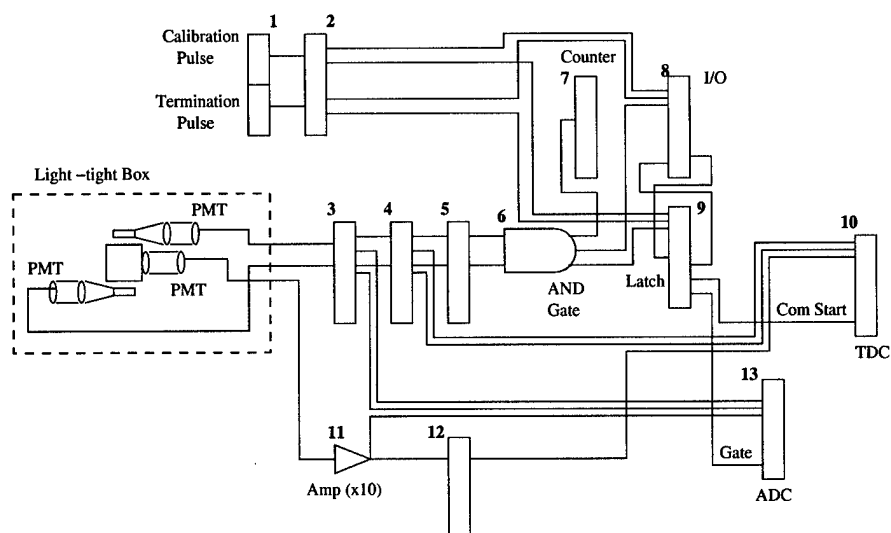 1
2
Calibration
Pulse
Termination
Pulse
Counter
7
8
I/O
Light –tight Box
PMT
PMT
PMT
3
4
5
6
AND
Gate
9
Latch
10
Com Start
TDC
11
Amp (x10)
12
13
Gate
ADC